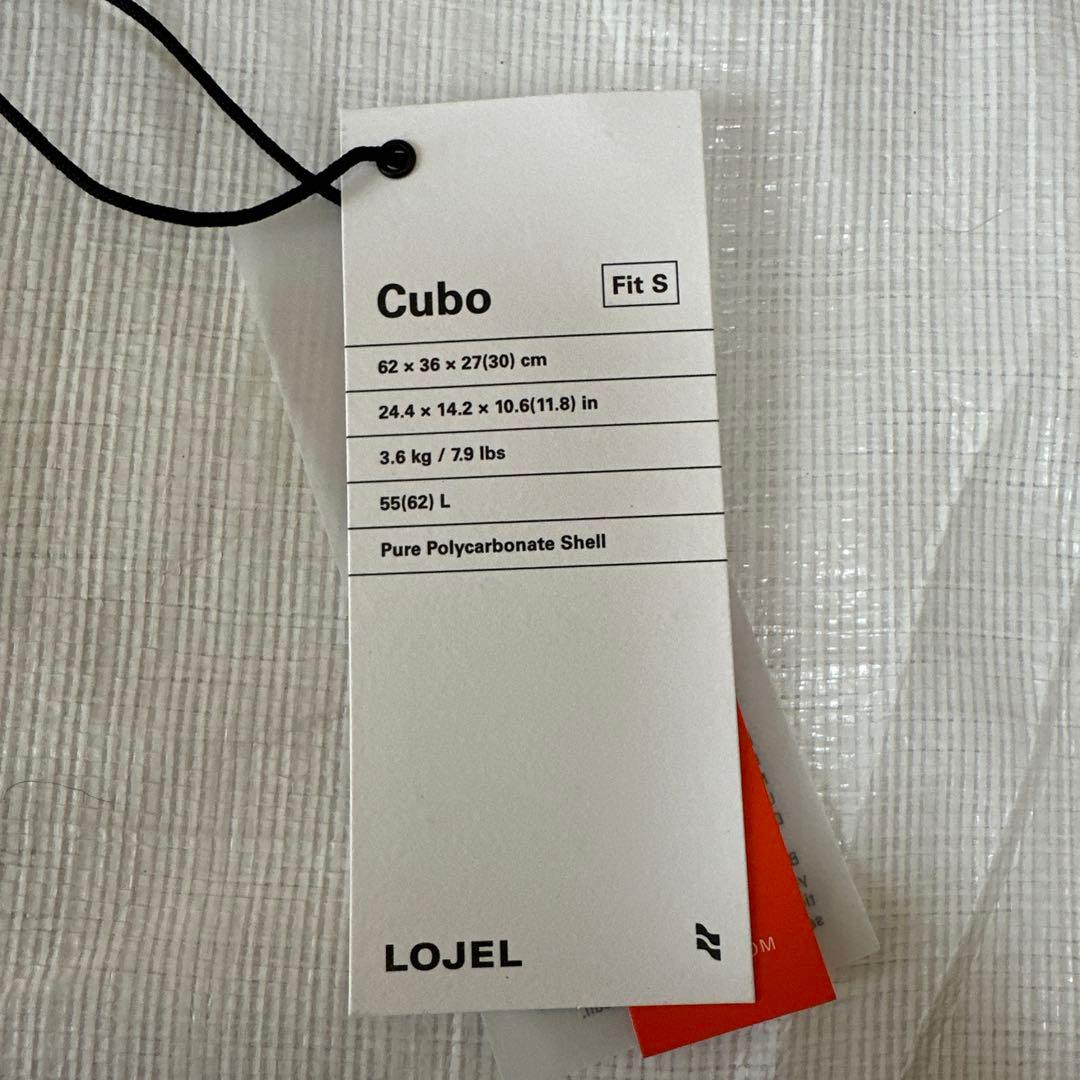 Cubo
Fit S
62 × 36 × 27(30) cm
24.4 × 14.2 × 10.6(11.8) in
3.6 kg / 7.9 lbs
55(62) L
Pure Polycarbonate Shell
LOJEL